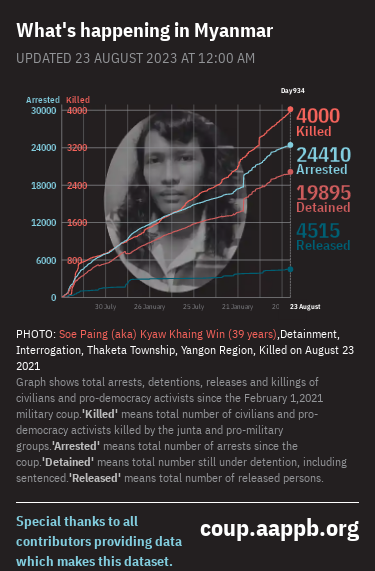 What's happening in Myanmar
UPDATED 23 AUGUST 2023 AT 12:00 AM
Day934
Arrested Killed
30000 4000
24000 3200
18000 2400
12000 1600
6000 800
0
4000
Killed
24410
Arrested
19895
Detained
4515
Released
30 July 26 January 25 July 21 January 20 23 August
PHOTO: Soe Paing (aka) Kyaw Khaing Win (39 years),Detainment,
Interrogation, Thaketa Township, Yangon Region, Killed on August 23
2021
Graph shows total arrests, detentions, releases and killings of
civilians and pro-democracy activists since the February 1,2021
military coup.'Killed' means total number of civilians and pro-
democracy activists killed by the junta and pro-military
groups.'Arrested' means total number of arrests since the
coup.'Detained' means total number still under detention, including
sentenced.'Released' means total number of released persons.
Special thanks to all
contributors providing data
which makes this dataset.
coup.aappb.org